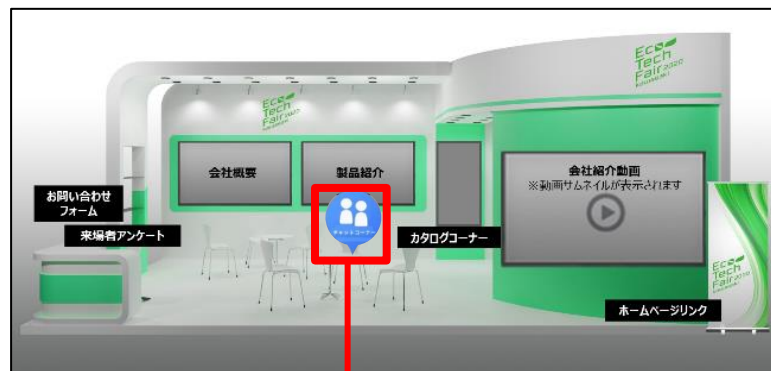 Eco
Tech
Fair 2020
kawasaki
Eco
Tech
Fair 2020
会社概要
製品紹介
会社紹介動画
※動画サムネイルが表示されます
お問い合わせ
フォーム
来場者アンケート
チャットコーナー
カタログコーナー
Eco
Tech
Fair 2020
ホームページリンク